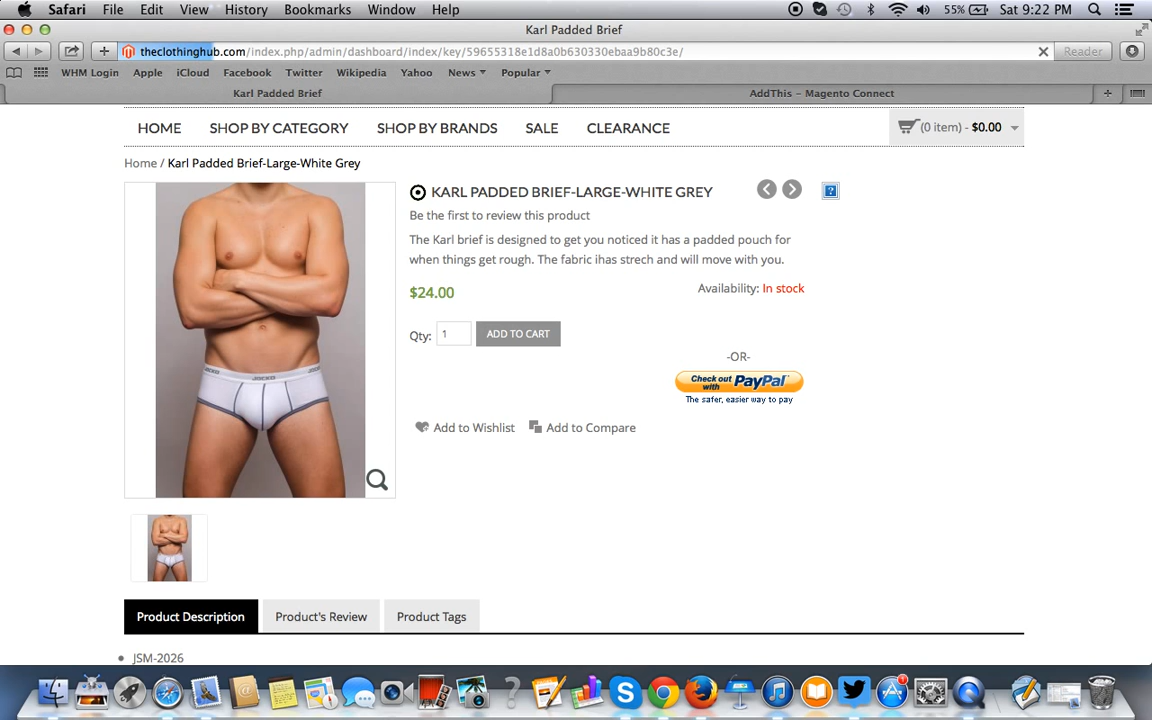 Safari File Edit View History Bookmarks Window Help 55% Sat 9:22 PM
Karl Padded Brief
theclothinghub.com/index.php/admin/dashboard/index/key/59655318e1d8a0b630330ebaa9b80c3e/ Reader
WHM Login Apple iCloud Facebook Twitter Wikipedia Yahoo News Popular
Karl Padded Brief AddThis – Magento Connect
HOME SHOP BY CATEGORY SHOP BY BRANDS SALE CLEARANCE (0 item) - $0.00
Home / Karl Padded Brief-Large-White Grey
KARL PADDED BRIEF-LARGE-WHITE GREY
Be the first to review this product
The Karl brief is designed to get you noticed it has a padded pouch for
when things get rough. The fabric ihas strech and will move with you.
$24.00 Availability: In stock
Qty: 1 ADD TO CART
-OR-
Check out with PayPal
The safer, easier way to pay
JOCKO
Add to Wishlist Add to Compare
Product Description Product's Review Product Tags
JSM-2026